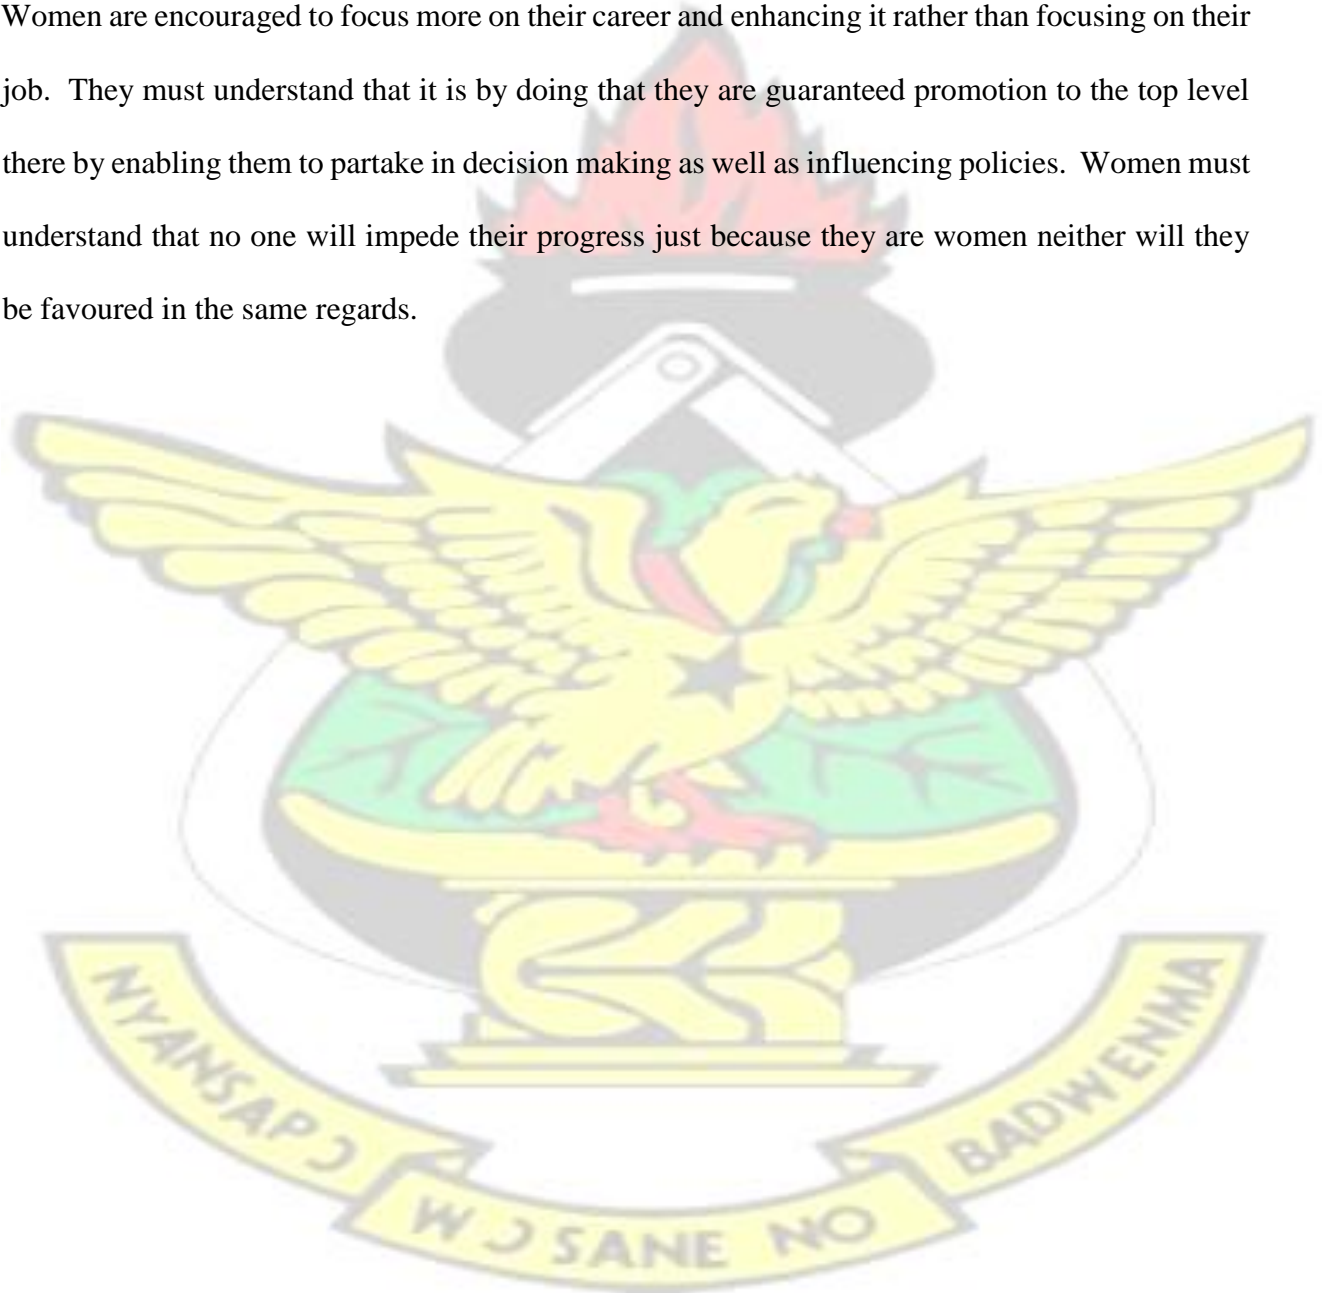 Women are encouraged to focus more on their career and enhancing it rather than focusing on their
job. They must understand that it is by doing that they are guaranteed promotion to the top level
there by enabling them to partake in decision making as well as influencing policies. Women must
understand that no one will impede their progress just because they are women neither will they
be favoured in the same regards.
NYANSAPƆ
WƆSANE NO
BADWENMA